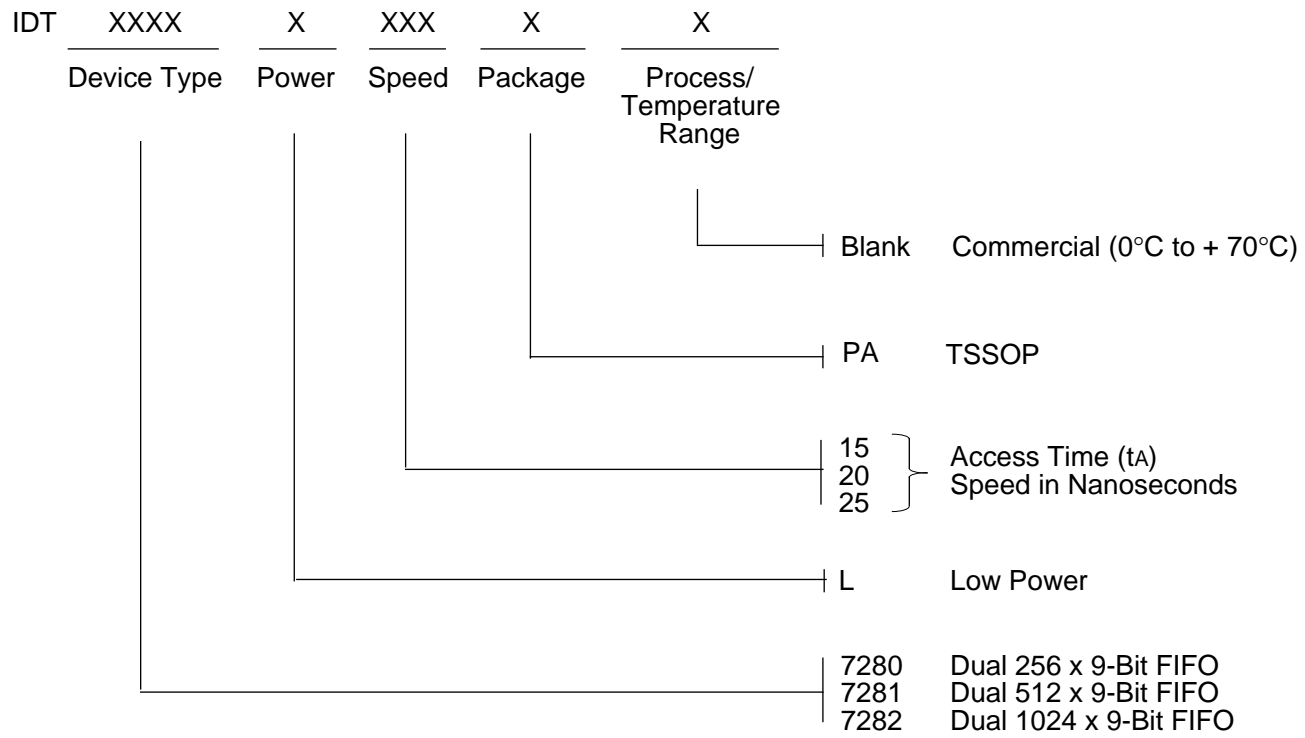 IDT XXXX X XXX X X
Device Type Power Speed Package Process/
Temperature
Range
Blank Commercial (0°C to + 70°C)
PA TSSOP
15
20
25
Access Time (tA)
Speed in Nanoseconds
L Low Power
7280 Dual 256 x 9-Bit FIFO
7281 Dual 512 x 9-Bit FIFO
7282 Dual 1024 x 9-Bit FIFO